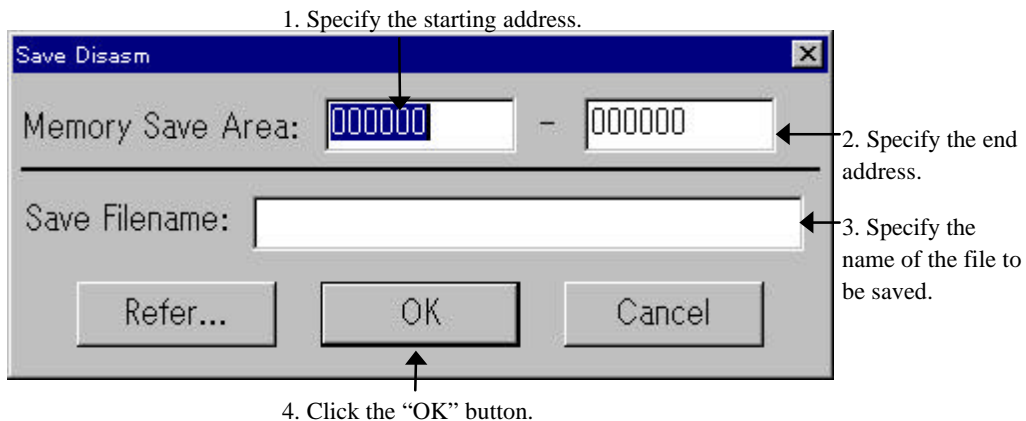 1. Specify the starting address.
Save Disasm
Memory Save Area: 000000 - 000000
2. Specify the end
address.
Save Filename:
3. Specify the
name of the file to
be saved.
Refer... OK Cancel
4. Click the “OK” button.